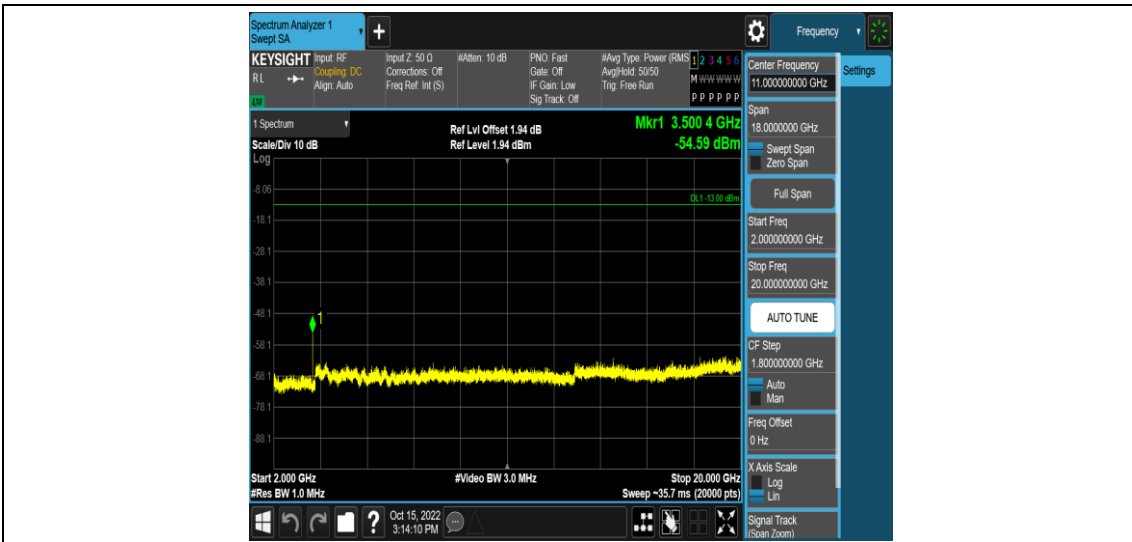 Spectrum Analyzer 1
Swept SA
Frequency
KEYSIGHT
RL
LXI
Input: RF
Coupling: DC
Align: Auto
Input Z: 50 Ω
Corrections: Off
Freq Ref: Int (S)
#Atten: 10 dB
PNO: Fast
Gate: Off
IF Gain: Low
Sig Track: Off
#Avg Type: Power (RMS
Avg|Hold: 50/50
Trig: Free Run
1 2 3 4 5 6
M W W W W W
P P P P P P
Center Frequency
11.000000000 GHz
Settings
Span
18.0000000 GHz
Swept Span
Zero Span
Full Span
Start Freq
2.000000000 GHz
Stop Freq
20.000000000 GHz
AUTO TUNE
CF Step
1.800000000 GHz
Auto
Man
Freq Offset
0 Hz
X Axis Scale
Log
Lin
Signal Track
(Span Zoom)
1 Spectrum
Scale/Div 10 dB
Log
Ref Lvl Offset 1.94 dB
Ref Level 1.94 dBm
Mkr1 3.500 4 GHz
-54.59 dBm
DL1 -13.00 dBm
-8.06
-18.1
-28.1
-38.1
-48.1
-58.1
-68.1
-78.1
-88.1
1
Start 2.000 GHz
#Res BW 1.0 MHz
#Video BW 3.0 MHz
Stop 20.000 GHz
Sweep ~35.7 ms (20000 pts)
Oct 15, 2022
3:14:10 PM